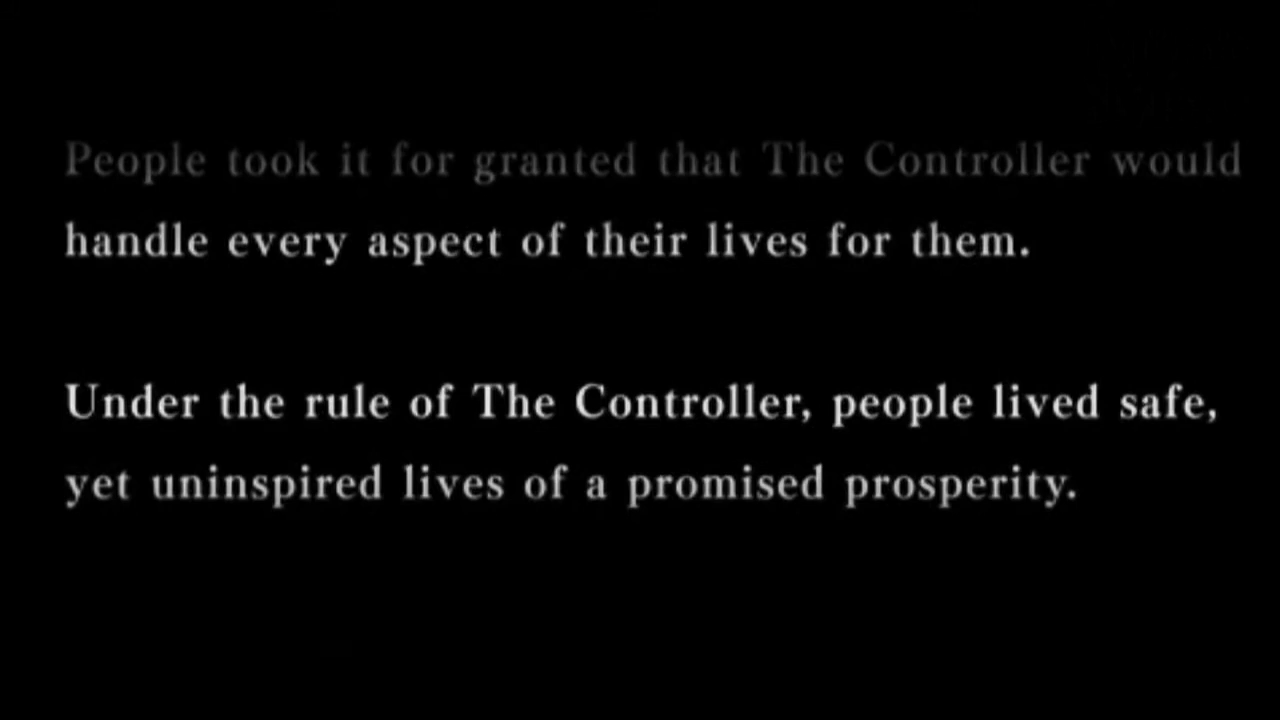 People took it for granted that The Controller would
handle every aspect of their lives for them.
Under the rule of The Controller, people lived safe,
yet uninspired lives of a promised prosperity.